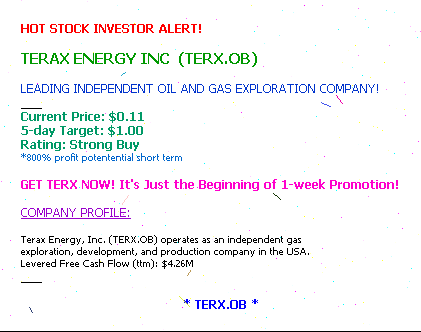 HOT STOCK INVESTOR ALERT!
TERAX ENERGY INC (TERX.OB)
LEADING INDEPENDENT OIL AND GAS EXPLORATION COMPANY!
Current Price: $0.11
5-day Target: $1.00
Rating: Strong Buy
*800% profit potentential short term
GET TERX NOW! It's Just the Beginning of 1-week Promotion!
COMPANY PROFILE:
Terax Energy, Inc. (TERX.OB) operates as an independent gas
exploration, development, and production company in the USA.
Levered Free Cash Flow (ttm): $4.26M
* TERX.OB *